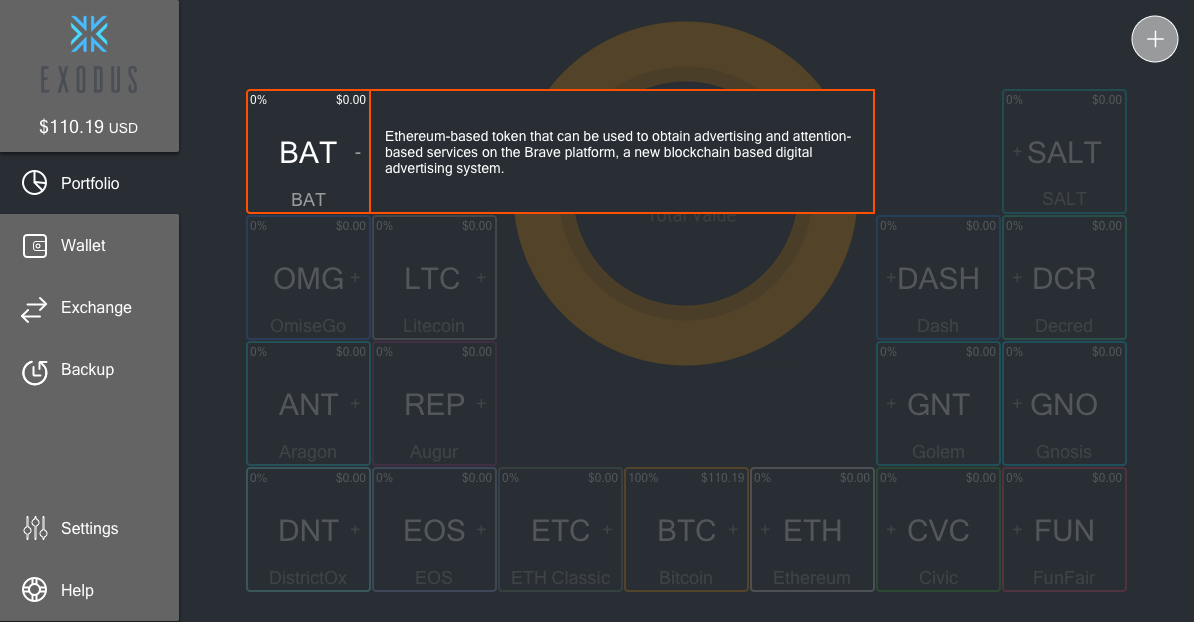 EXODUS
$110.19 USD
Portfolio
Wallet
Exchange
Backup
Settings
Help
+
0% $0.00
BAT -
BAT
Ethereum-based token that can be used to obtain advertising and attention-
based services on the Brave platform, a new blockchain based digital
advertising system.
0% $0.00
+ SALT
SALT
Total Value
0% $0.00
OMG +
OmiseGo
0% $0.00
LTC +
Litecoin
0% $0.00
+ DASH
Dash
0% $0.00
+ DCR
Decred
0% $0.00
ANT +
Aragon
0% $0.00
REP +
Augur
0% $0.00
+ GNT
Golem
0% $0.00
+ GNO
Gnosis
0% $0.00
DNT +
DistrictOx
0% $0.00
EOS +
EOS
0% $0.00
ETC +
ETH Classic
100% $110.19
BTC +
Bitcoin
0% $0.00
+ ETH
Ethereum
0% $0.00
+ CVC
Civic
0% $0.00
+ FUN
FunFair